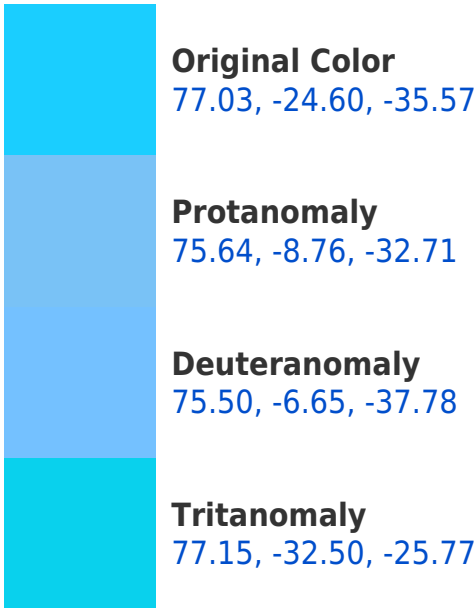 Original Color
77.03, -24.60, -35.57
Protanomaly
75.64, -8.76, -32.71
Deuteranomaly
75.50, -6.65, -37.78
Tritanomaly
77.15, -32.50, -25.77